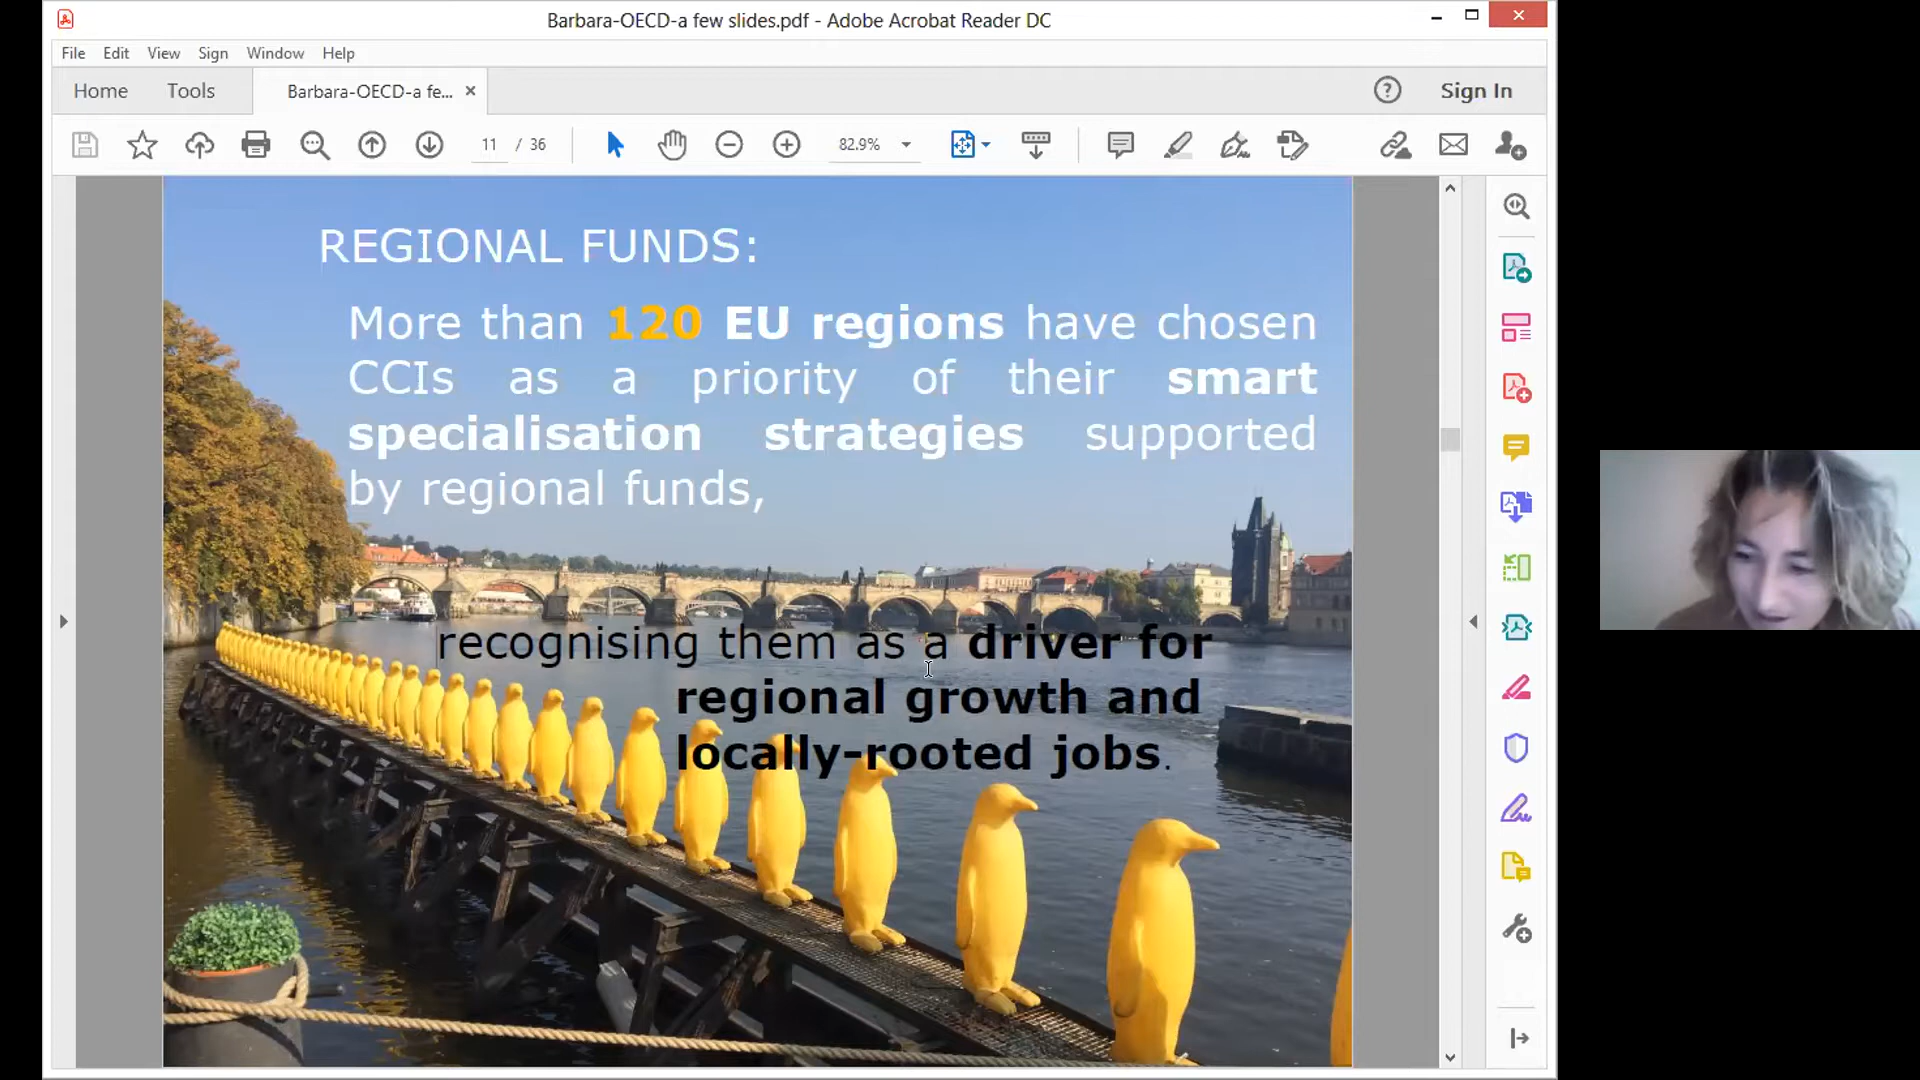 Barbara-OECD-a few slides.pdf - Adobe Acrobat Reader DC
File Edit View Sign Window Help
Home Tools Barbara-OECD-a fe... Sign In
11 / 36 82.9%
REGIONAL FUNDS:
More than 120 EU regions have chosen
CCIs as a priority of their smart
specialisation strategies supported
by regional funds,
recognising them as a driver for
regional growth and
locally-rooted jobs.